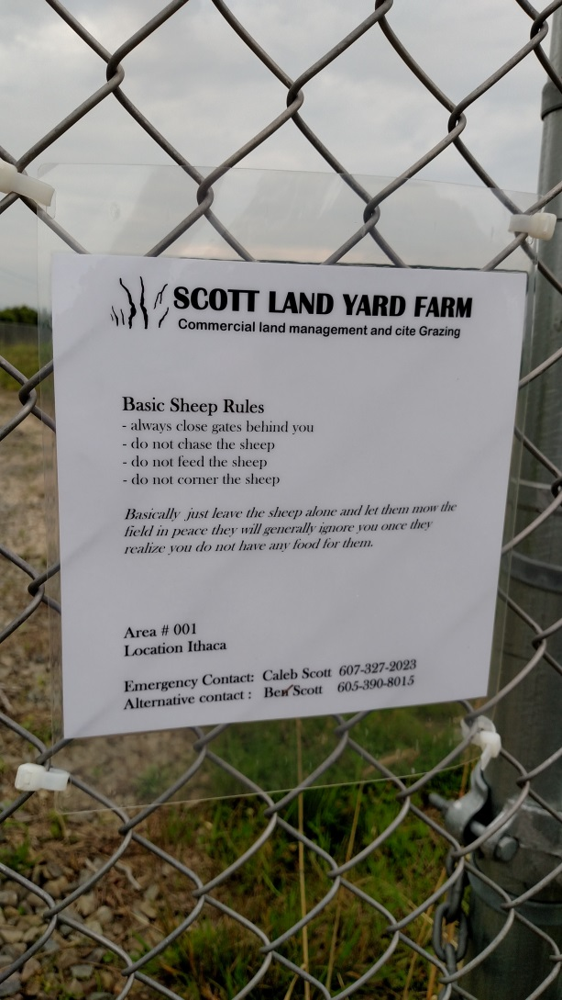 SCOTT LAND YARD FARM
Commercial land management and cite Grazing
Basic Sheep Rules
- always close gates behind you
- do not chase the sheep
- do not feed the sheep
- do not corner the sheep
Basically just leave the sheep alone and let them mow the
field in peace they will generally ignore you once they
realize you do not have any food for them.
Area # 001
Location Ithaca
Emergency Contact: Caleb Scott 607-327-2023
Alternative contact : Ben Scott 605-390-8015